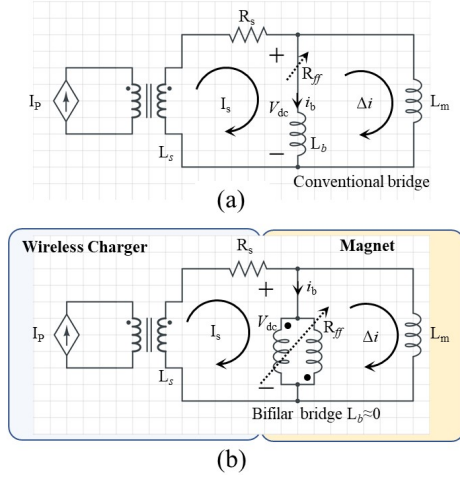 Rs
+
Rff
IP
Is
Vdc
ib
Δi
Lm
Lb
Ls
−
Conventional bridge
(a)
Wireless Charger
Rs
Magnet
+
ib
IP
Is
Vdc
Rff
Δi
Lm
Ls
−
Bifilar bridge Lb≈0
(b)